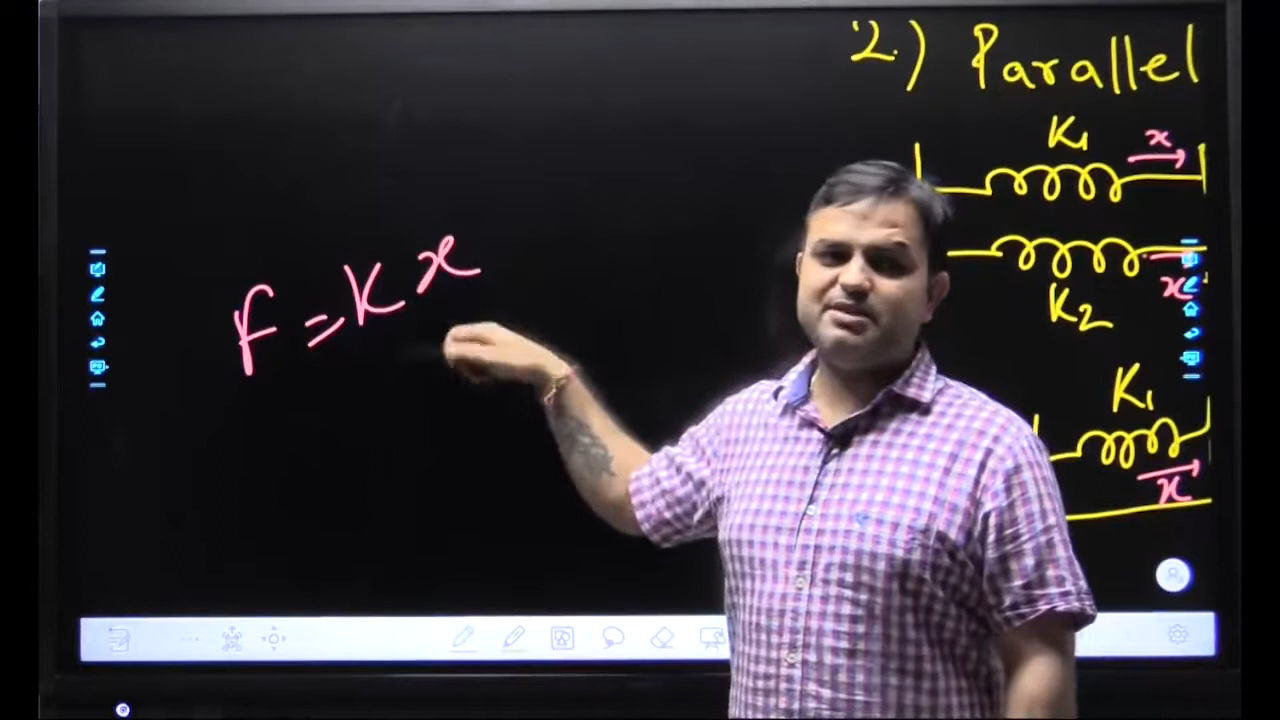 2.) Parallel
K₁ x
x
K₂
F = Kx
K₁
x